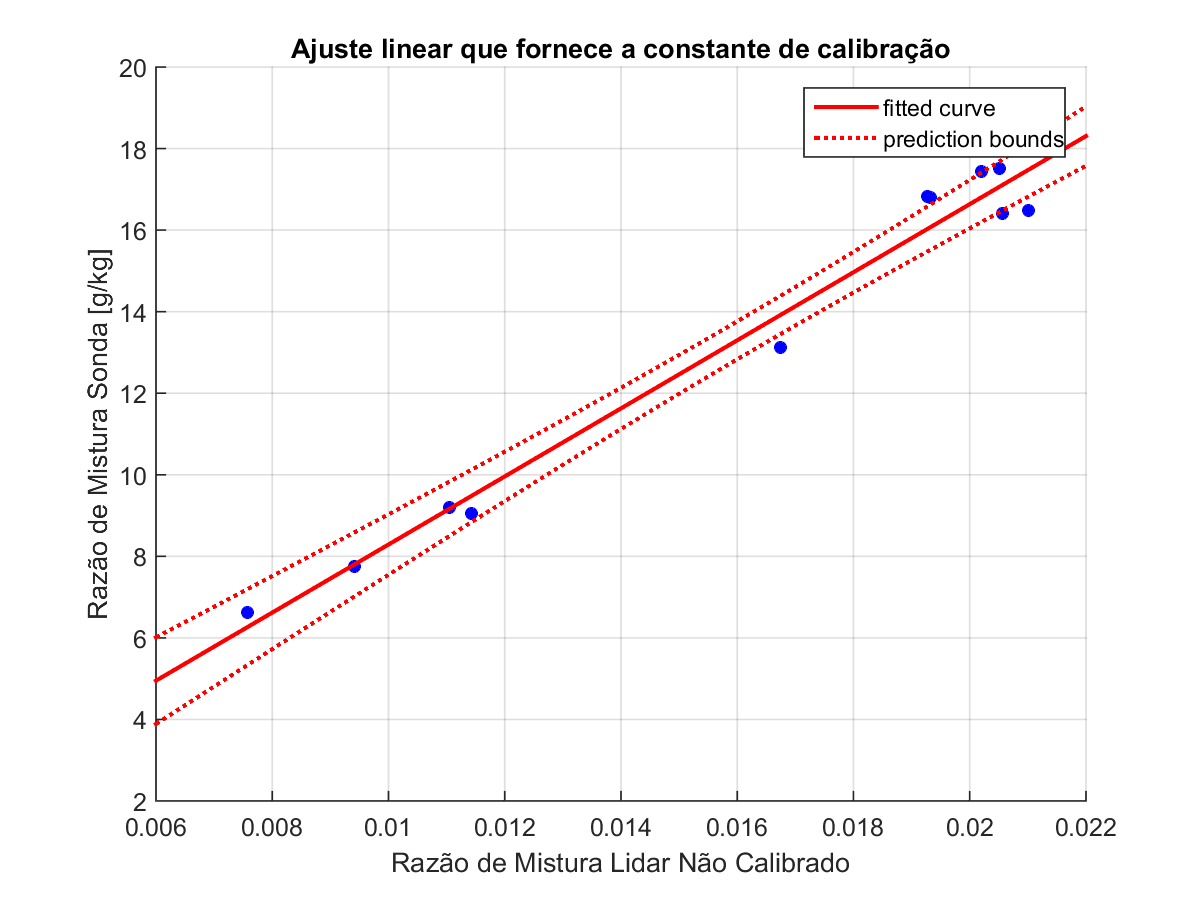 Ajuste linear que fornece a constante de calibração
fitted curve
prediction bounds
Razão de Mistura Sonda [g/kg]
20
18
16
14
12
10
8
6
4
2
0.006 0.008 0.01 0.012 0.014 0.016 0.018 0.02 0.022
Razão de Mistura Lidar Não Calibrado